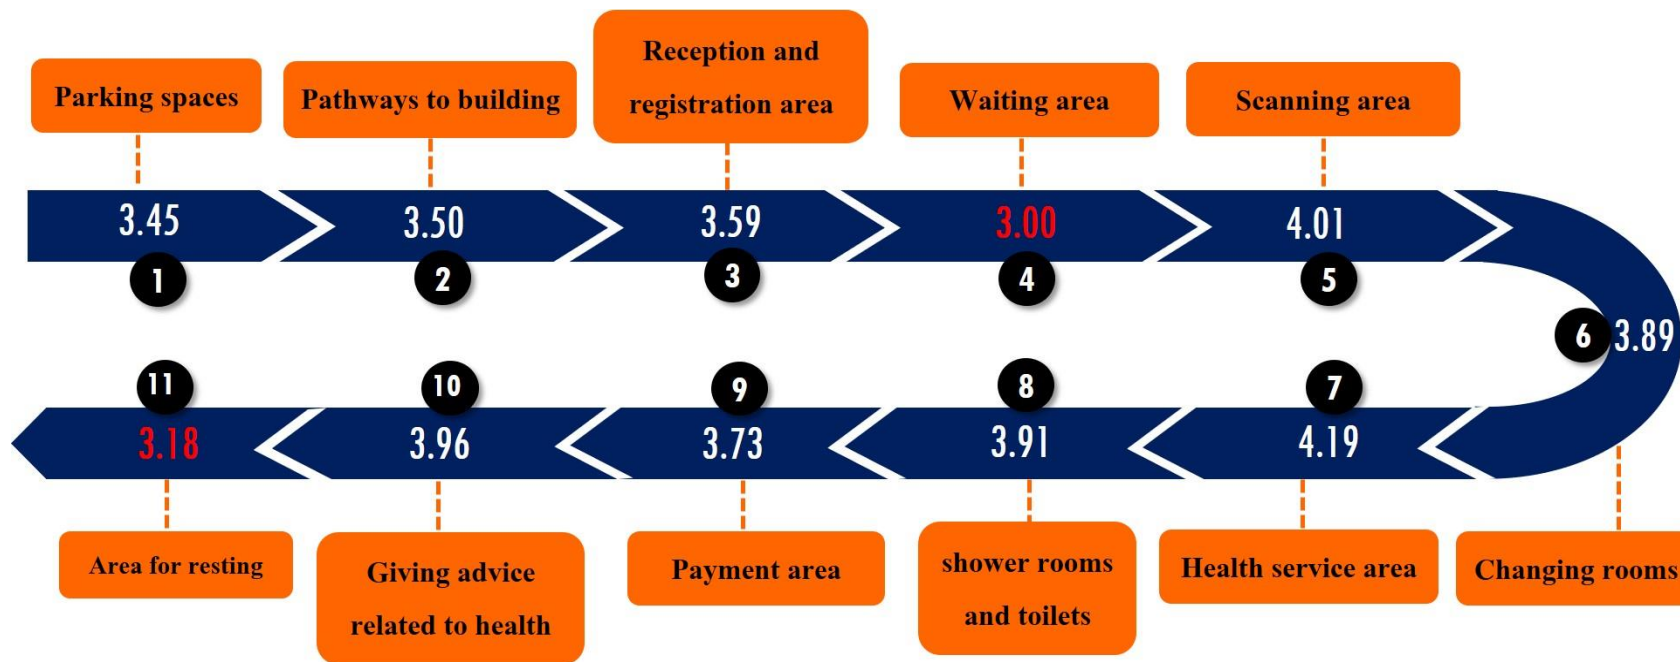 Parking spaces
Pathways to building
Reception and
registration area
Waiting area
Scanning area
3.45
3.50
3.59
3.00
4.01
1
2
3
4
5
6
3.89
11
10
9
8
7
3.18
3.96
3.73
3.91
4.19
Area for resting
Giving advice
related to health
Payment area
shower rooms
and toilets
Health service area
Changing rooms